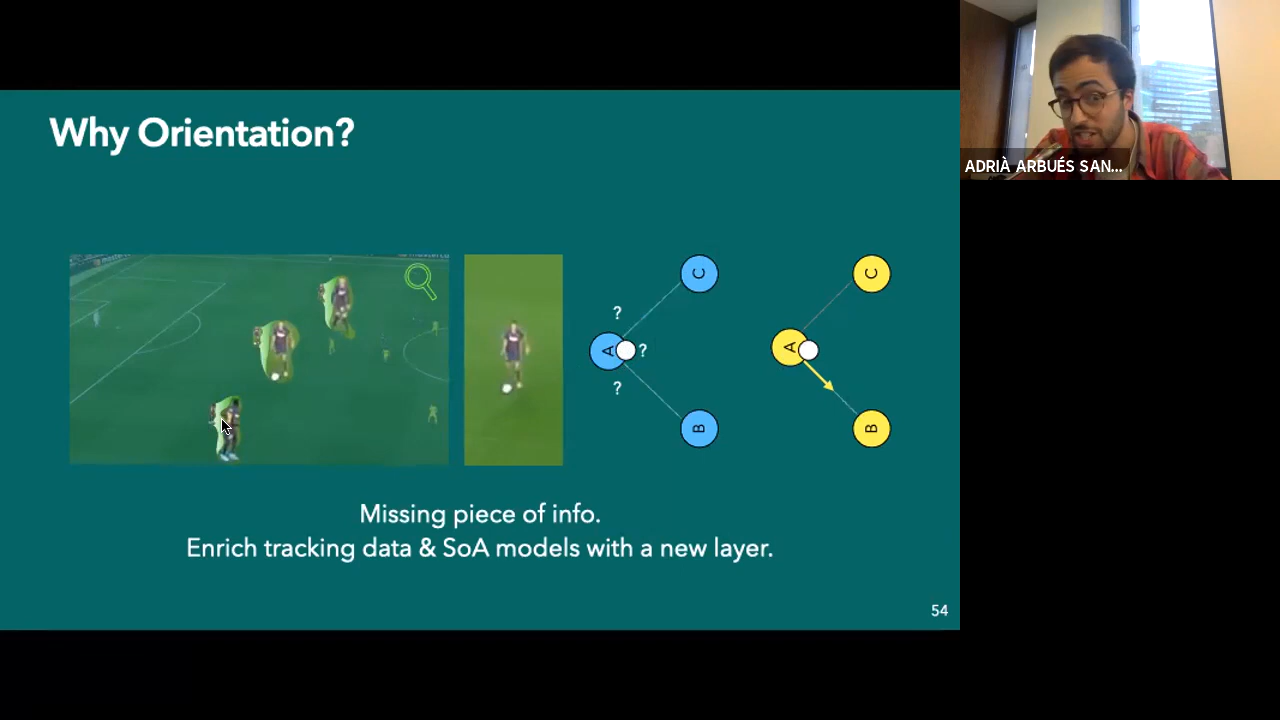 Why Orientation?
ADRIÀ ARBUÉS SAN...
C
C
?
A
?
A
?
B
B
Missing piece of info.
Enrich tracking data & SoA models with a new layer.
54